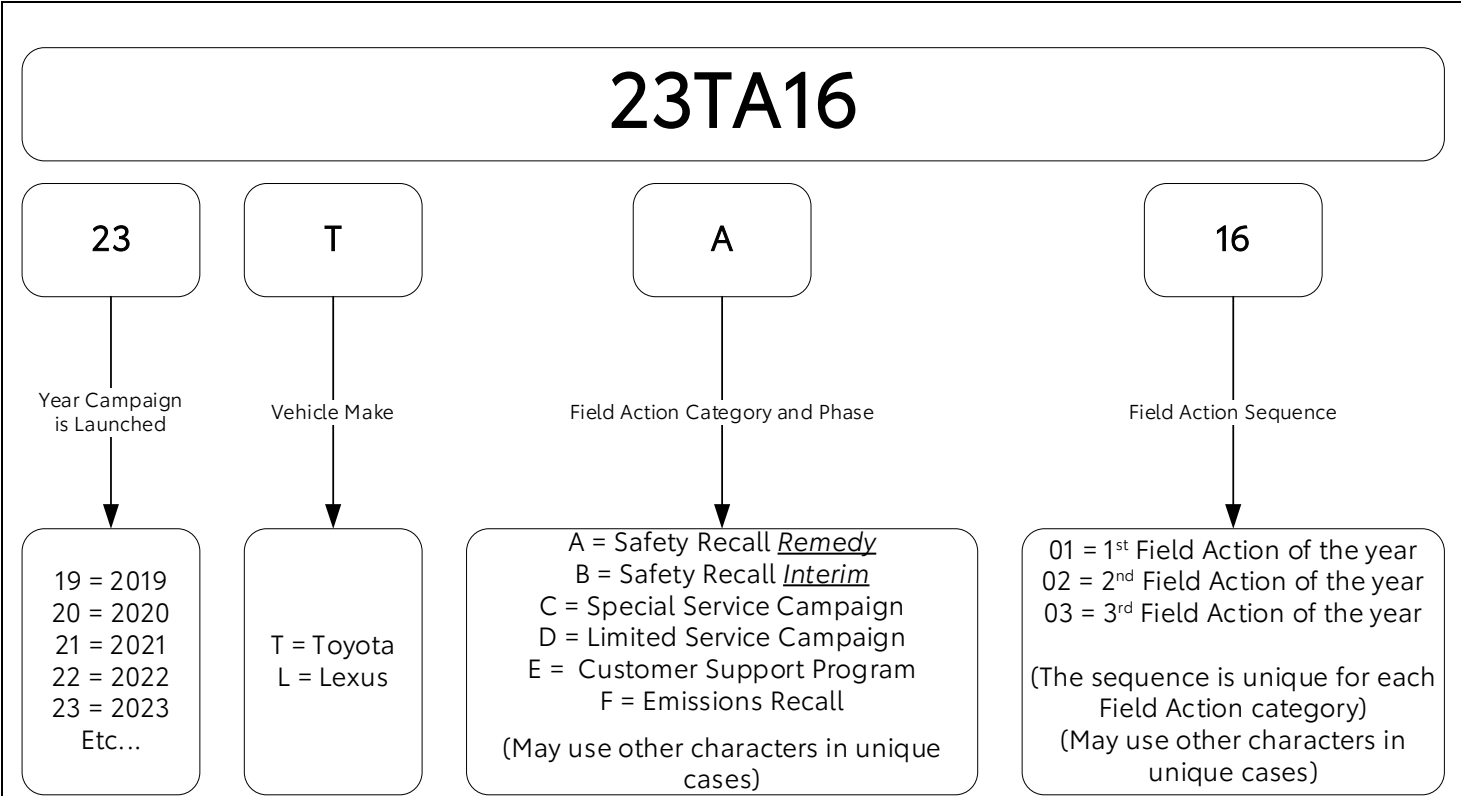 23TA16
23
T
A
16
Year Campaign
is Launched
Vehicle Make
Field Action Category and Phase
Field Action Sequence
19 = 2019
20 = 2020
21 = 2021
22 = 2022
23 = 2023
Etc...
T = Toyota
L = Lexus
A = Safety Recall Remedy
B = Safety Recall Interim
C = Special Service Campaign
D = Limited Service Campaign
E =  Customer Support Program
F = Emissions Recall
(May use other characters in unique
cases)
01 = 1st Field Action of the year
02 = 2nd Field Action of the year
03 = 3rd Field Action of the year
(The sequence is unique for each
Field Action category)
(May use other characters in
unique cases)